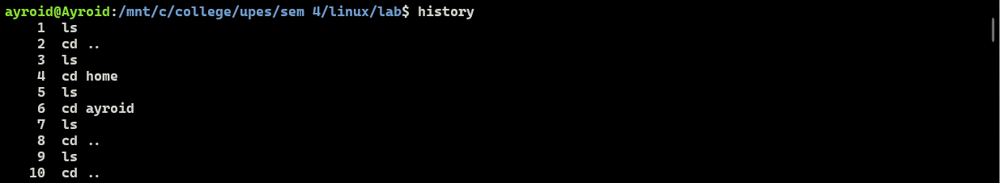 ayroid@Ayroid:/mnt/c/college/upes/sem 4/linux/lab$ history
1 ls
2 cd ..
3 ls
4 cd home
5 ls
6 cd ayroid
7 ls
8 cd ..
9 ls
10 cd ..